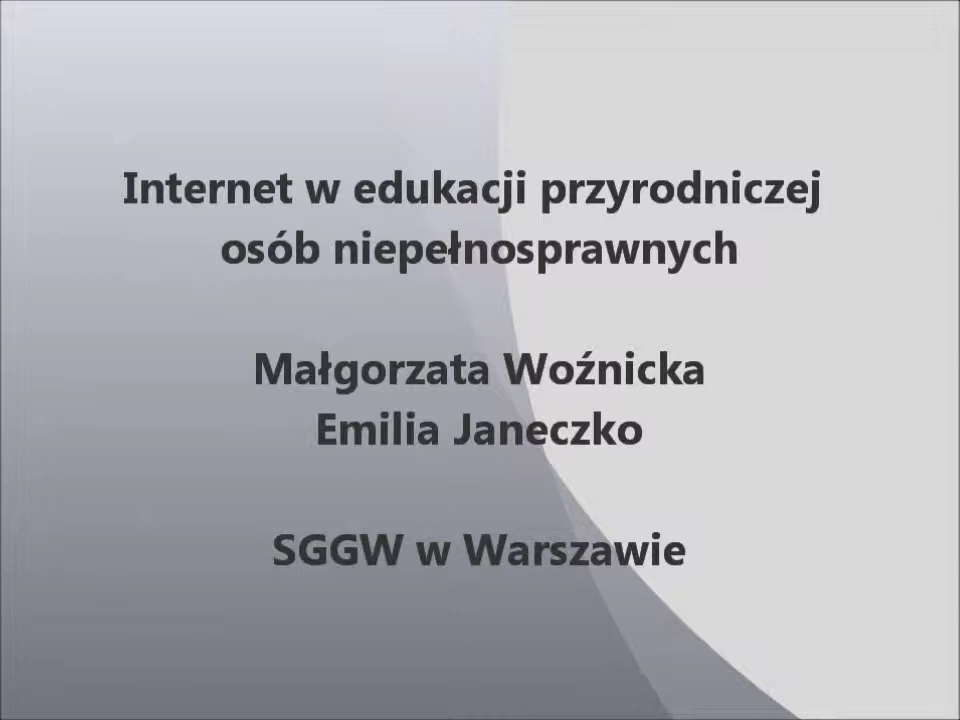 Internet w edukacji przyrodniczej
osób niepełnosprawnych
Małgorzata Woźnicka
Emilia Janeczko
SGGW w Warszawie